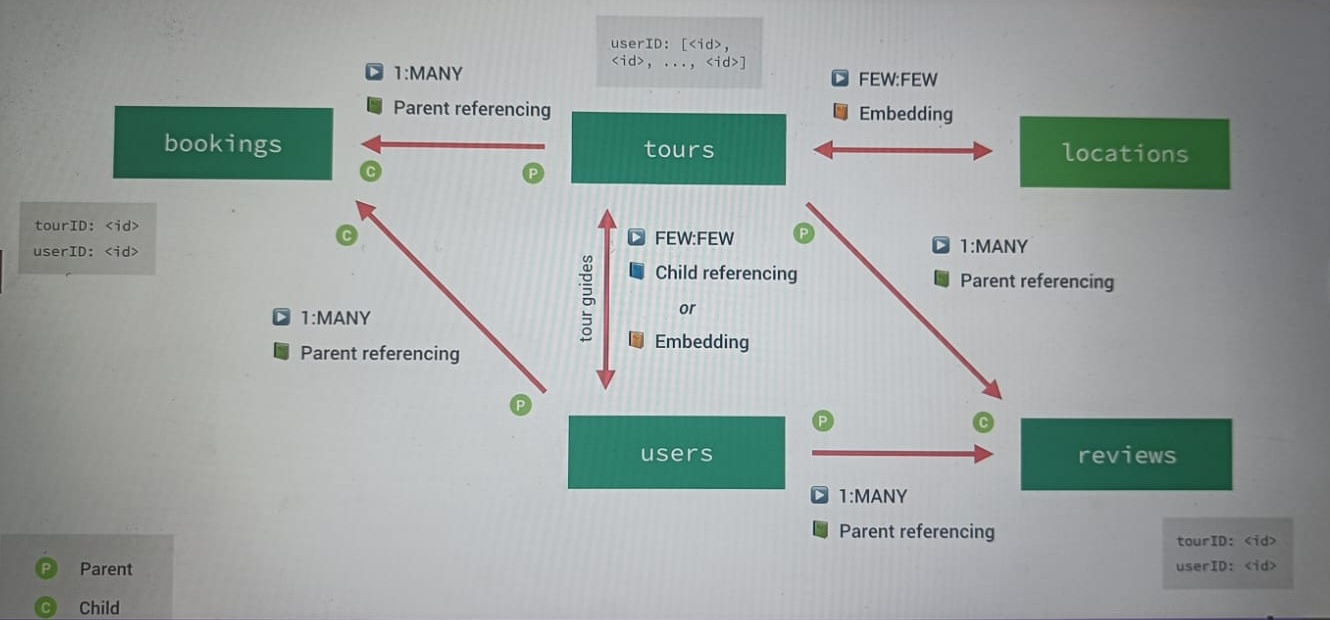 userID: [<id>,
<id>, ..., <id>]
1:MANY
Parent referencing
FEW:FEW
Embedding
bookings
tours
locations
C
P
tourID: <id>
userID: <id>
C
tour guides
FEW:FEW
Child referencing
or
Embedding
P
1:MANY
Parent referencing
1:MANY
Parent referencing
P
users
P
C
reviews
1:MANY
Parent referencing
tourID: <id>
userID: <id>
P Parent
C Child